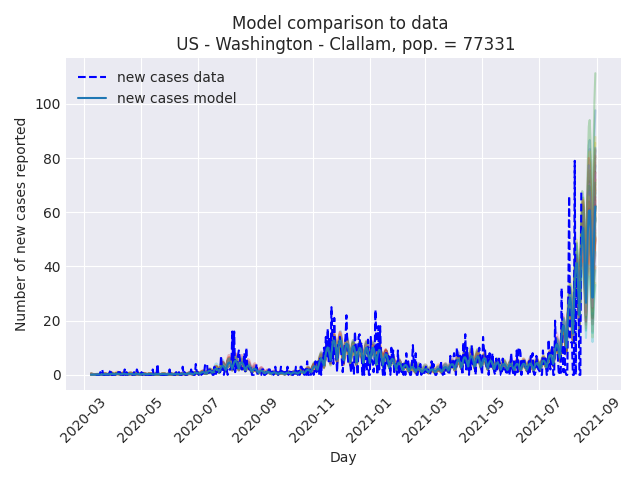 Model comparison to data
US - Washington - Clallam, pop. = 77331
new cases data
new cases model
Number of new cases reported
100
80
60
40
20
0
2020-03
2020-05
2020-07
2020-09
2020-11
2021-01
2021-03
2021-05
2021-07
2021-09
Day